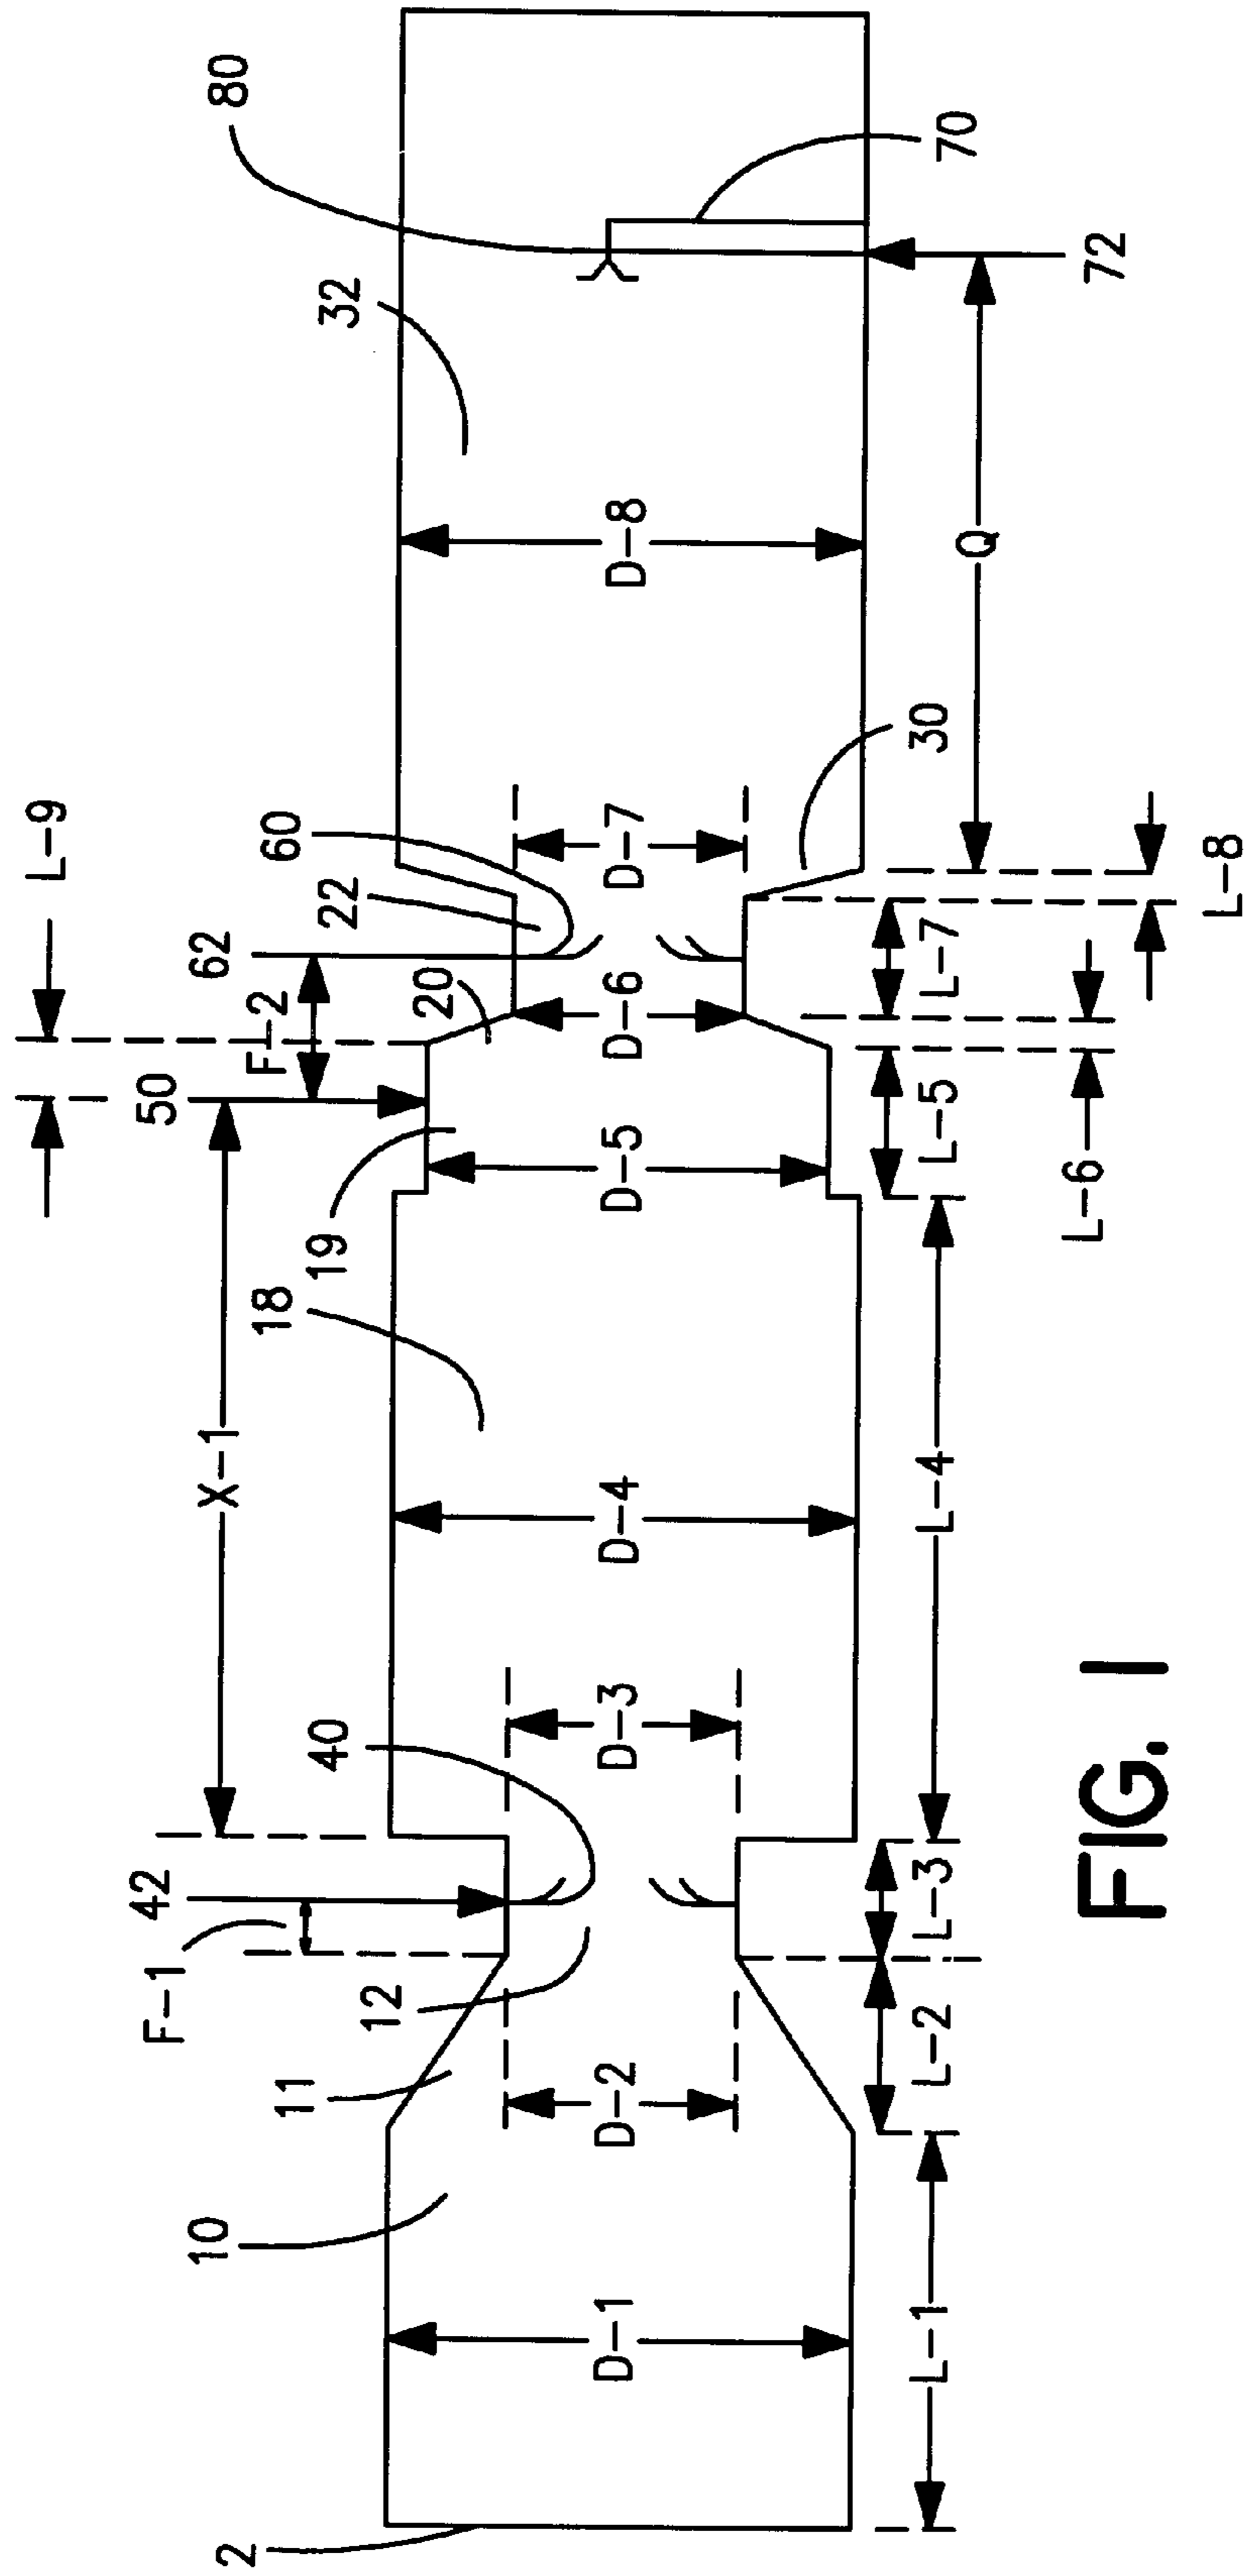 L-9
80
62
60
32
22
F-2
50
20
19
X-1
18
42
40
F-1
12
11
10
2
D-1
D-2
D-3
D-4
D-5
D-6
D-7
D-8
70
72
Q
30
L-1
L-2
L-3
L-4
L-5
L-6
L-7
L-8
FIG. 1